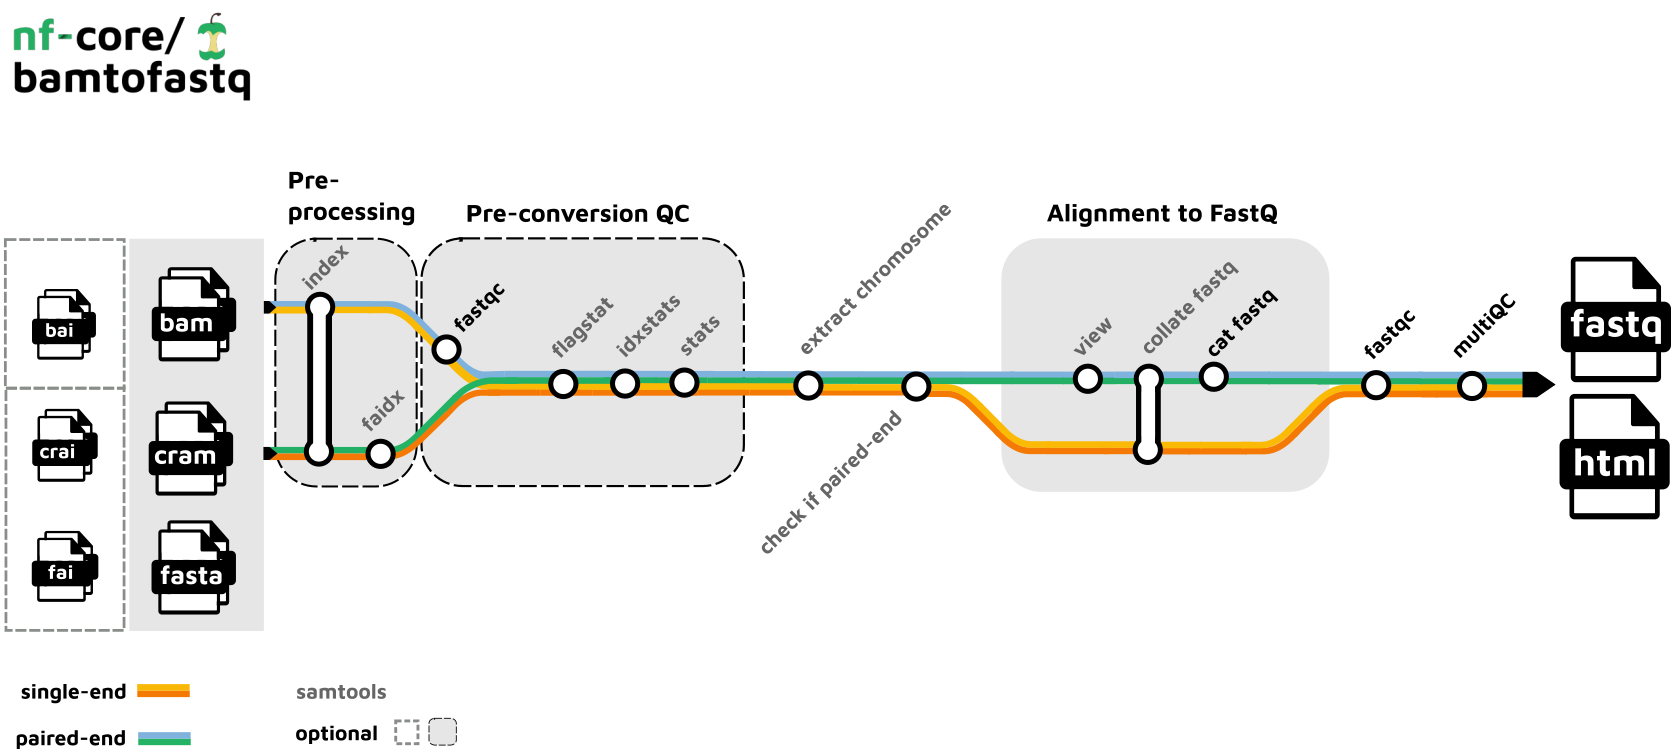 nf-core/
bamtofastq
Pre-
processing
Pre-conversion QC
Alignment to FastQ
index
faidx
fastqc
flagstat
idxstats
stats
extract chromosome
check if paired-end
view
collate fastq
cat fastq
fastqc
multiQC
bai
bam
crai
cram
fai
fasta
fastq
html
single-end
samtools
paired-end
optional